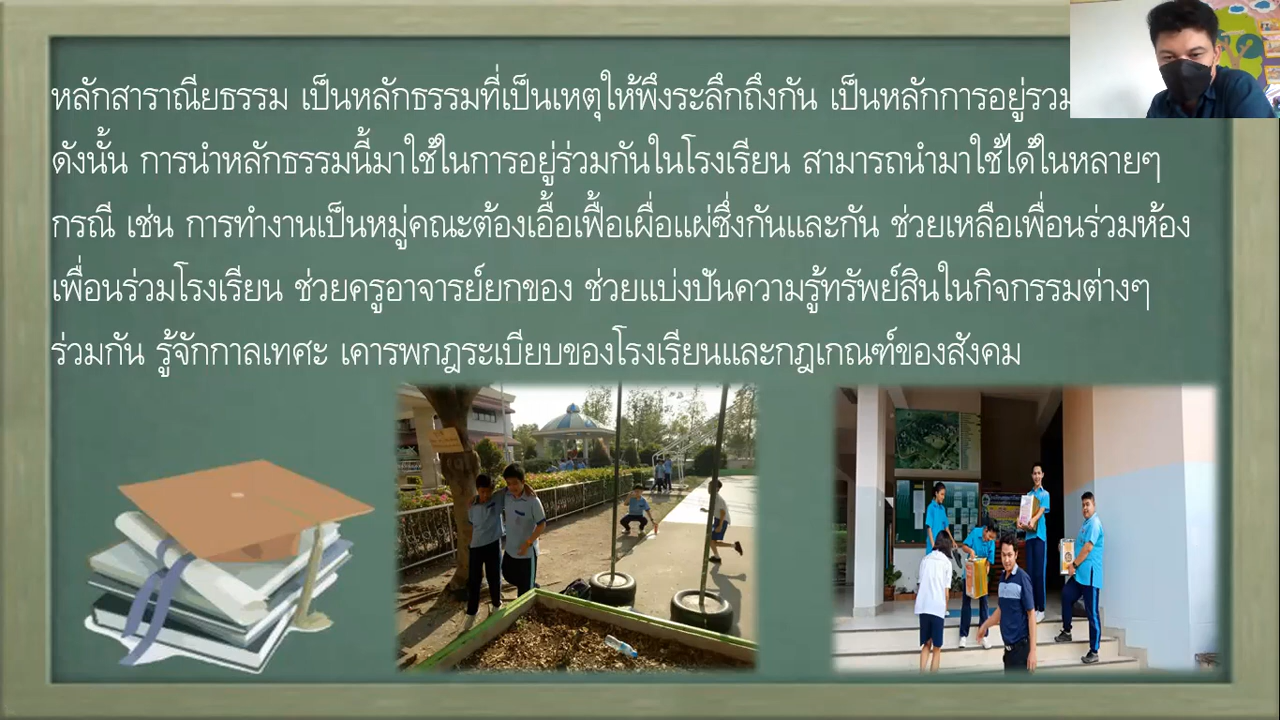 หลักสาราณียธรรม เป็นหลักธรรมที่เป็นเหตุให้พึงระลึกถึงกัน เป็นหลักการอยู่รวม
ดังนั้น การนำหลักธรรมนี้มาใช้ในการอยู่ร่วมกันในโรงเรียน สามารถนำมาใช้ได้ในหลายๆ
กรณี เช่น การทำงานเป็นหมู่คณะต้องเอื้อเฟื้อเผื่อแผ่ซึ่งกันและกัน ช่วยเหลือเพื่อนร่วมห้อง
เพื่อนร่วมโรงเรียน ช่วยครูอาจารย์ยกของ ช่วยแบ่งปันความรู้ทรัพย์สินในกิจกรรมต่างๆ
ร่วมกัน รู้จักกาลเทศะ เคารพกฎระเบียบของโรงเรียนและกฎเกณฑ์ของสังคม